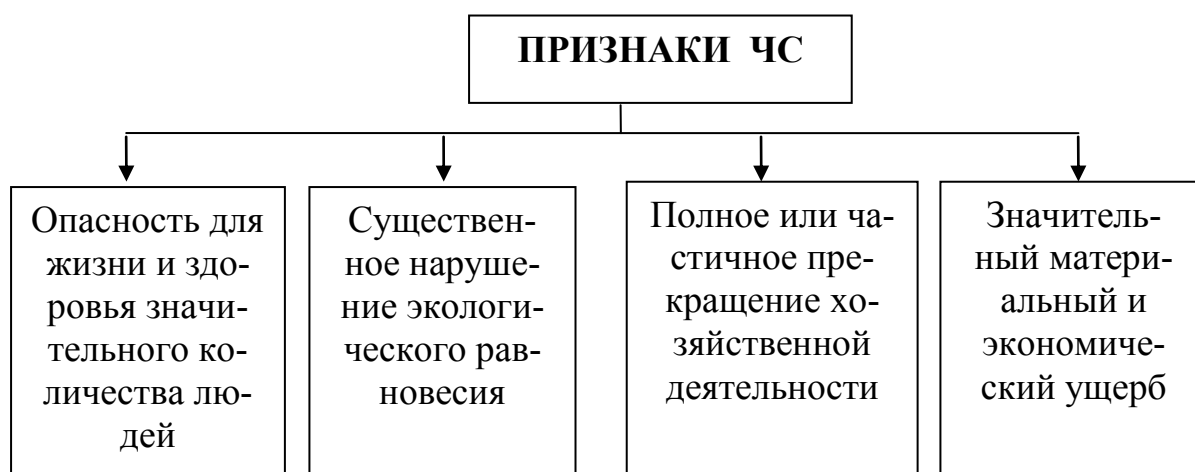 ПРИЗНАКИ ЧС
Опасность для
жизни и здо-
ровья значи-
тельного ко-
личества лю-
дей
Существен-
ное наруше-
ние экологи-
ческого рав-
новесия
Полное или ча-
стичное пре-
кращение хо-
зяйственной
деятельности
Значитель-
ный матери-
альный и
экономиче-
ский ущерб